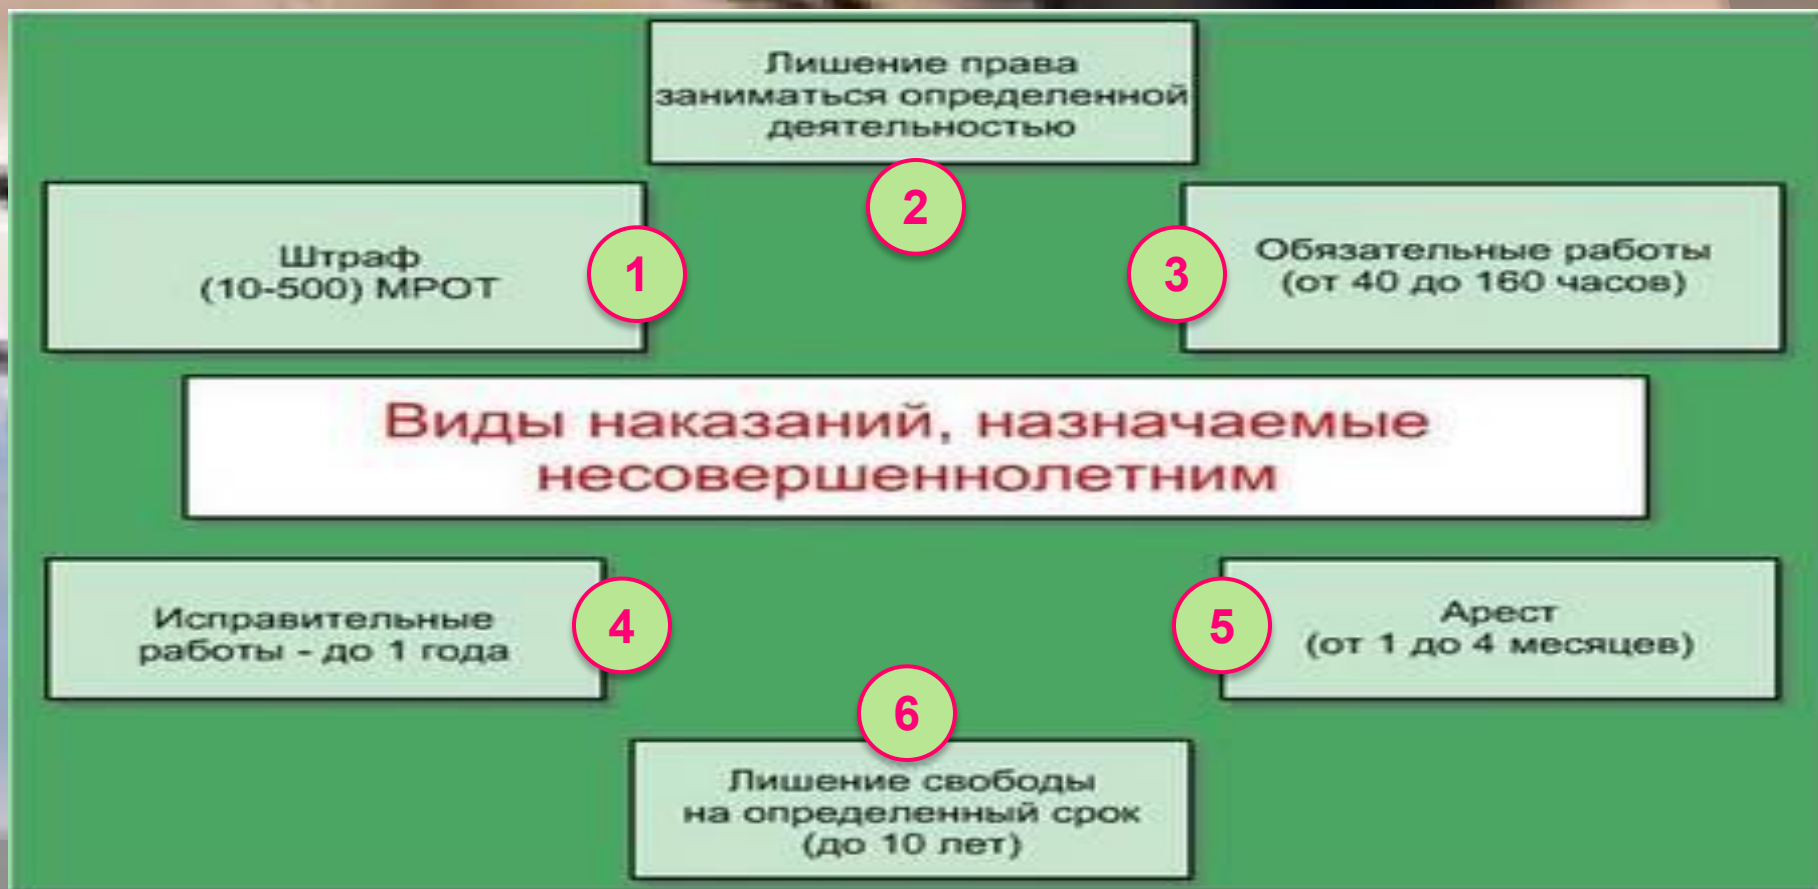 Лишение права
заниматься определенной
деятельностью
2
Штраф
(10-500) МРОТ
1
3
Обязательные работы
(от 40 до 160 часов)
Виды наказаний, назначаемые
несовершеннолетним
Исправительные
работы - до 1 года
4
5
Арест
(от 1 до 4 месяцев)
6
Лишение свободы
на определенный срок
(до 10 лет)